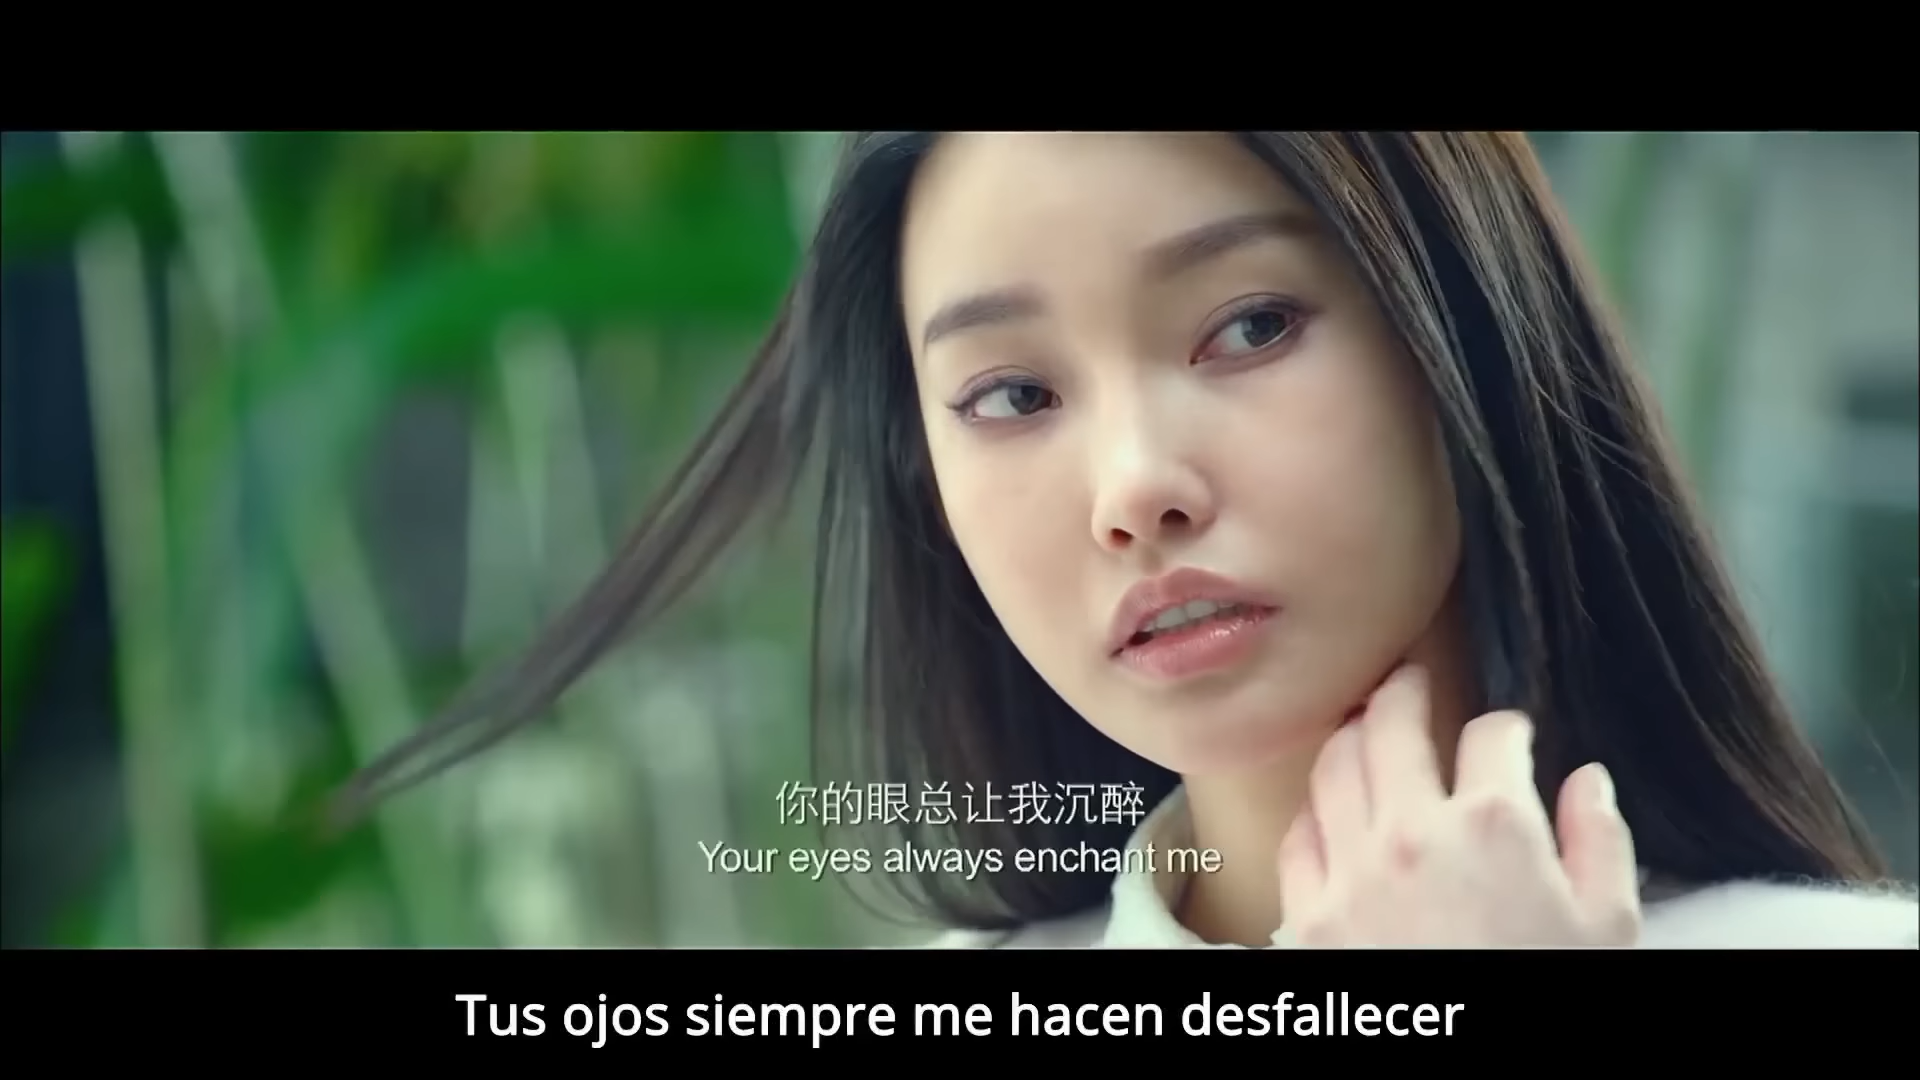 你的眼总让我沉醉
Your eyes always enchant me
Tus ojos siempre me hacen desfallecer